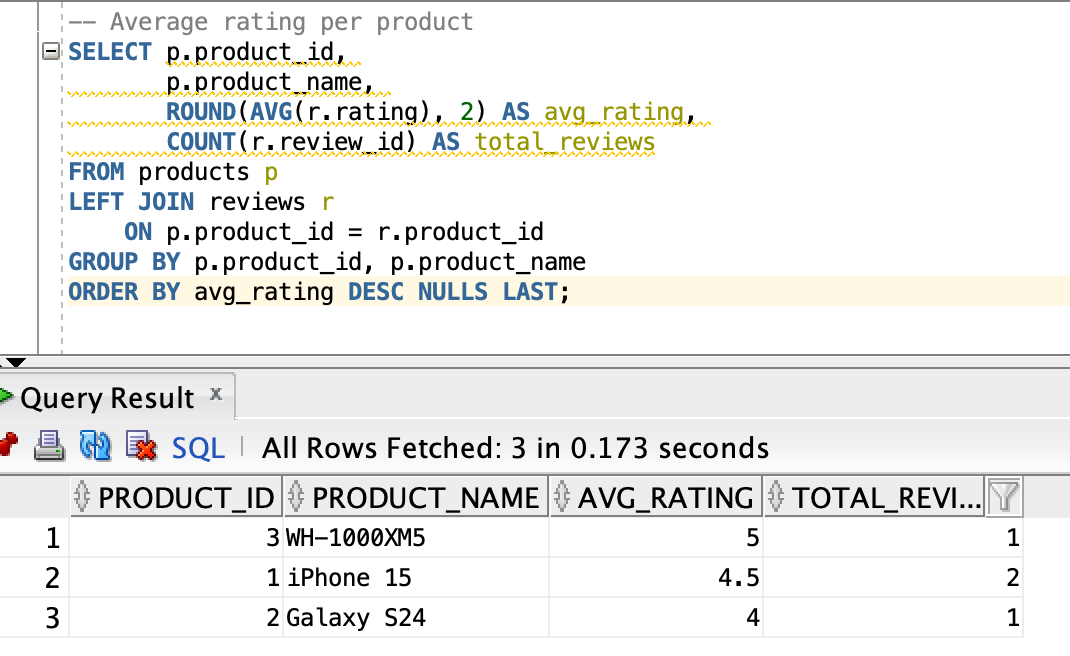 -- Average rating per product
SELECT p.product_id,
       p.product_name,
       ROUND(AVG(r.rating), 2) AS avg_rating,
       COUNT(r.review_id) AS total_reviews
FROM products p
LEFT JOIN reviews r
    ON p.product_id = r.product_id
GROUP BY p.product_id, p.product_name
ORDER BY avg_rating DESC NULLS LAST;
Query Result x
SQL | All Rows Fetched: 3 in 0.173 seconds
PRODUCT_ID PRODUCT_NAME AVG_RATING TOTAL_REVI...
1 3 WH-1000XM5 5 1
2 1 iPhone 15 4.5 2
3 2 Galaxy S24 4 1